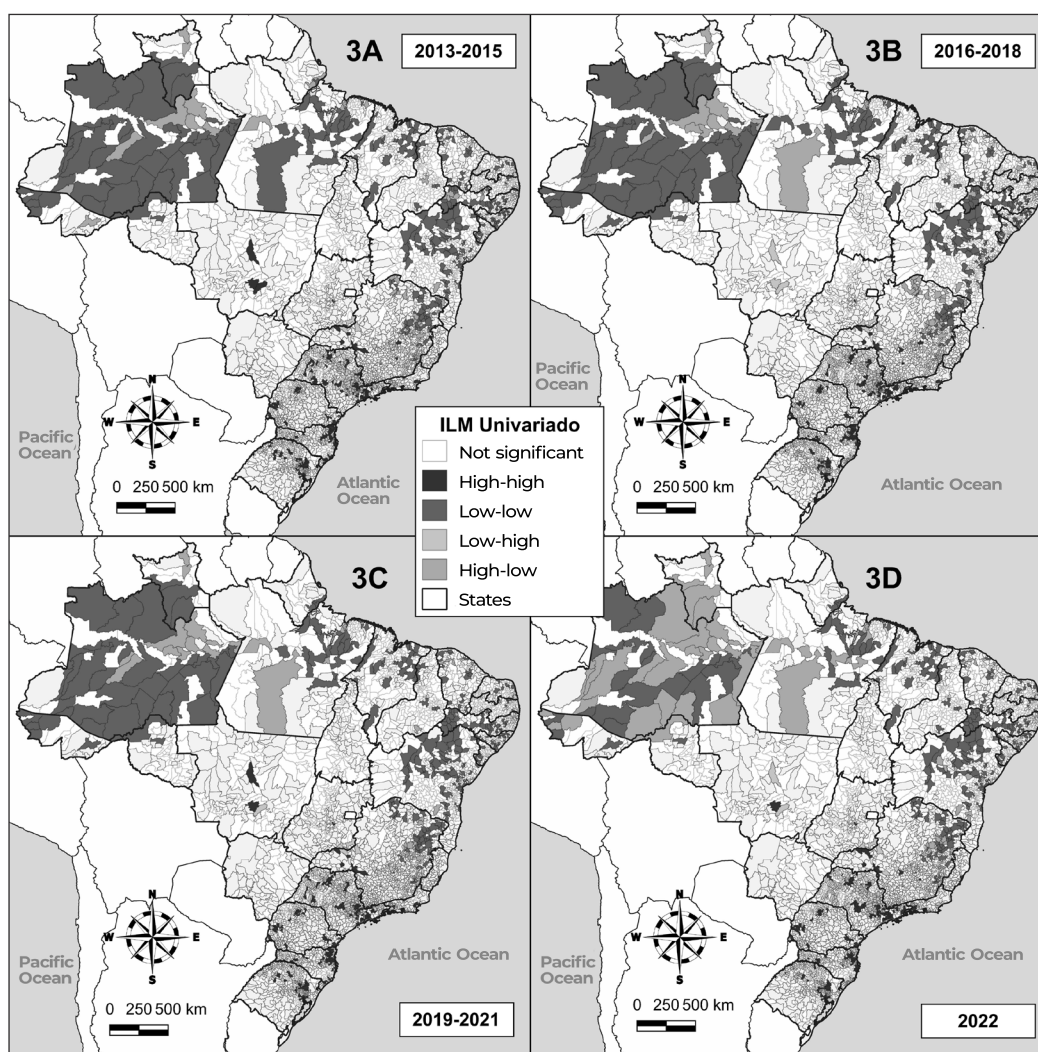 3A
2013-2015
N
W
E
S
Pacific
Ocean
0 250 500 km
Atlantic
Ocean
3B
2016-2018
Pacific
Ocean
N
W
E
S
0 250 500 km
Atlantic Ocean
ILM Univariado
Not significant
High-high
Low-low
Low-high
High-low
States
3C
N
W
E
S
Pacific
Ocean
0 250 500 km
Atlantic Ocean
2019-2021
3D
N
W
E
S
Pacific
Ocean
0 250 500 km
Atlantic Ocean
2022